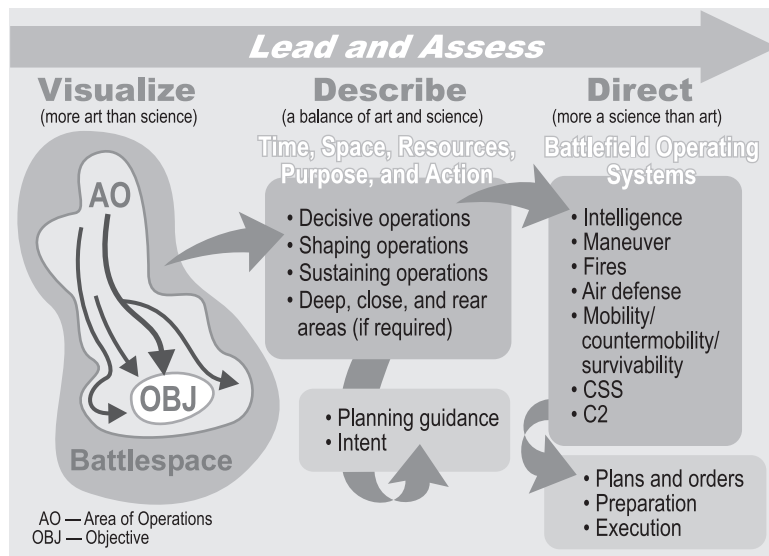 Lead and Assess
Visualize
(more art than science)
AO
OBJ
Battlespace
AO — Area of Operations
OBJ — Objective
Describe
(a balance of art and science)
Time, Space, Resources,
Purpose, and Action
• Decisive operations
• Shaping operations
• Sustaining operations
• Deep, close, and rear
areas (if required)
• Planning guidance
• Intent
Direct
(more a science than art)
Battlefield Operating
Systems
• Intelligence
• Maneuver
• Fires
• Air defense
• Mobility/
countermobility/
survivability
• CSS
• C2
• Plans and orders
• Preparation
• Execution